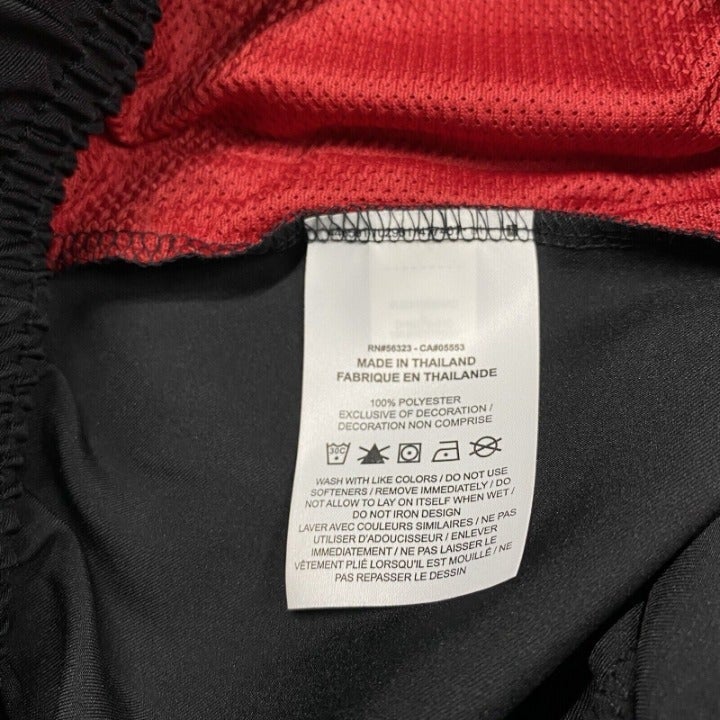 RN#56323 - CA#05553
MADE IN THAILAND
FABRIQUE EN THAILANDE
100% POLYESTER
EXCLUSIVE OF DECORATION /
DECORATION NON COMPRISE
30C
WASH WITH LIKE COLORS / DO NOT USE
SOFTENERS / REMOVE IMMEDIATELY / DO
NOT ALLOW TO LAY ON ITSELF WHEN WET /
DO NOT IRON DESIGN
LAVER AVEC COULEURS SIMILAIRES / NE PAS
UTILISER D'ADOUCISSEUR / ENLEVER
IMMEDIATEMENT / NE PAS LAISSER LE
VÊTEMENT PLIÉ LORSQU'IL EST MOUILLÉ / NE
PAS REPASSER LE DESSIN